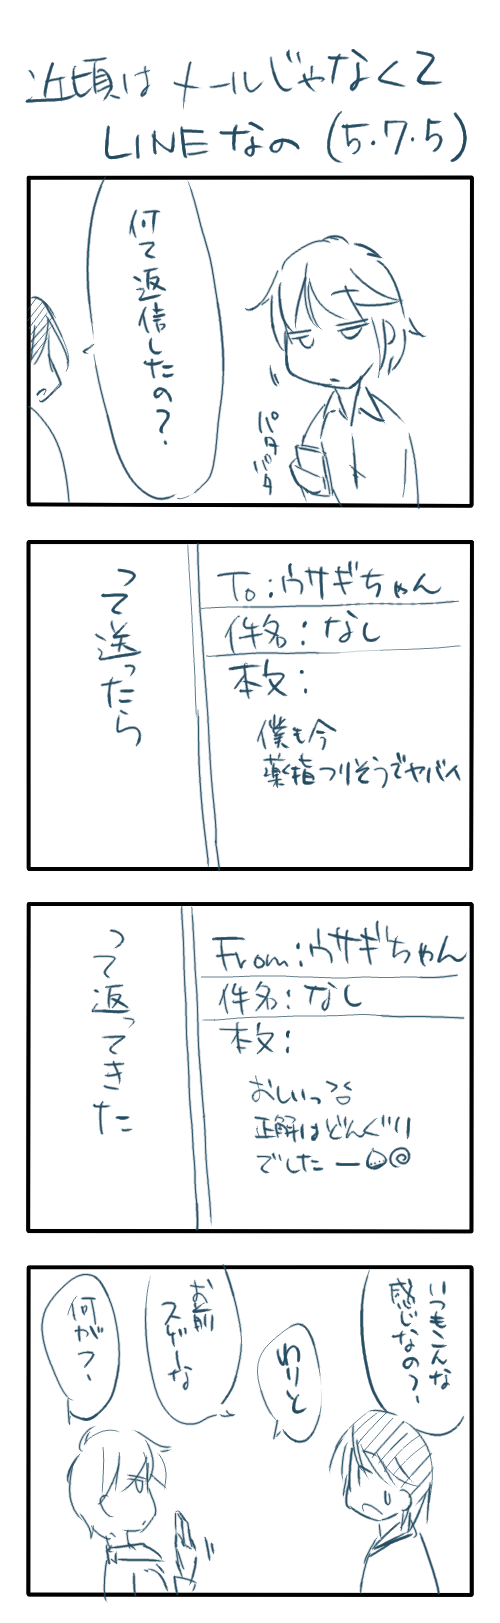 近頃はメールじゃなくて
LINEなの(5.7.5)
何て返信したの?
パタパタ
To:ウサギちゃん
件名:なし
本文:
僕も今
薬指つりそうでヤバイ
って送ったら
From:ウサギちゃん
件名:なし
本文:
おしいっ
正解はどんぐり
でしたー
って返ってきた
いつもこんな
感じなの?
わりと
お前
スゲーな
何が?